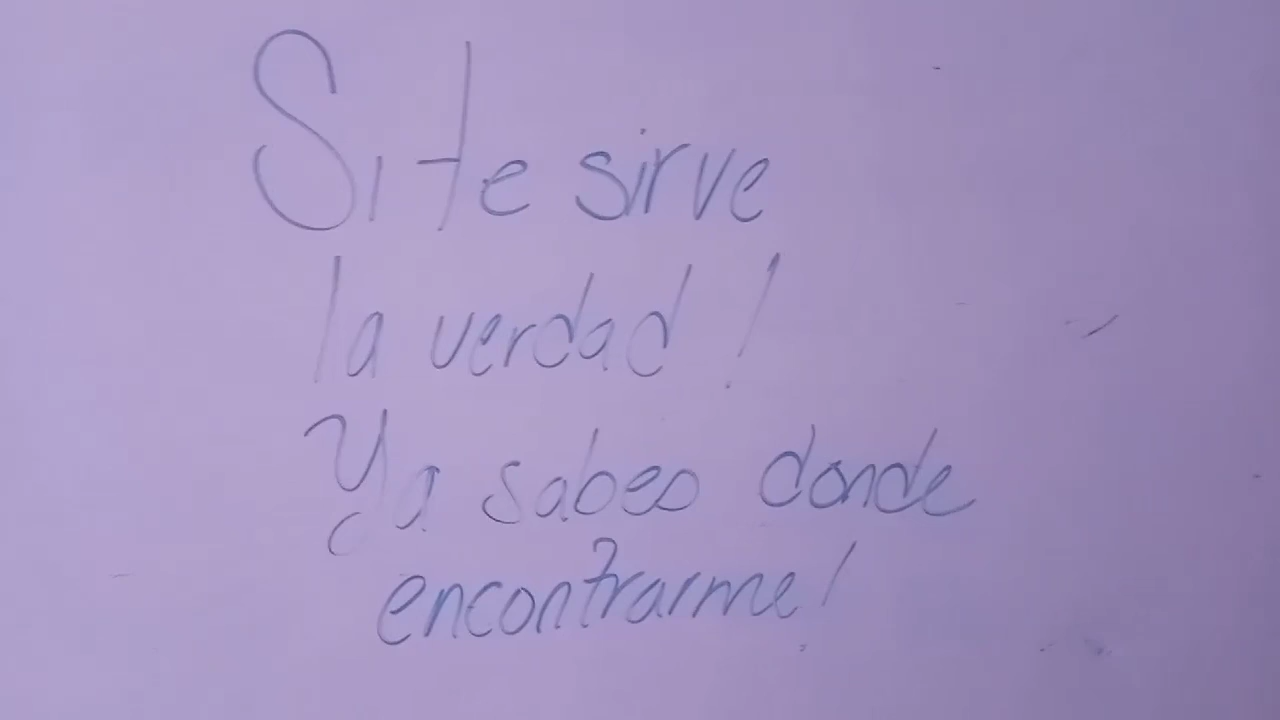 Si te sirve
la verdad!
Ya sabes donde
encontrarme!